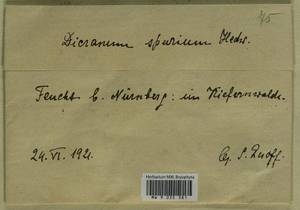 Dicranum spurium Hedw.
Feucht b. Nürnberg: im Kiefernwalde.
24. VI. 1921.
Herbarium MW, Bryophyta